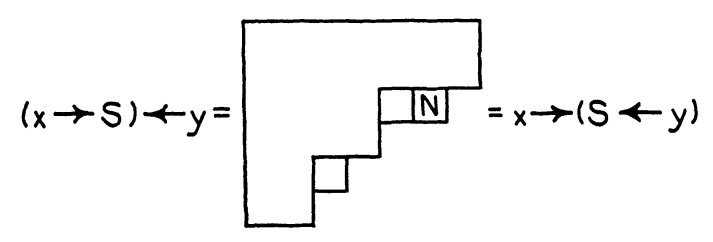 (x → S) ← y = N = x → (S ← y)